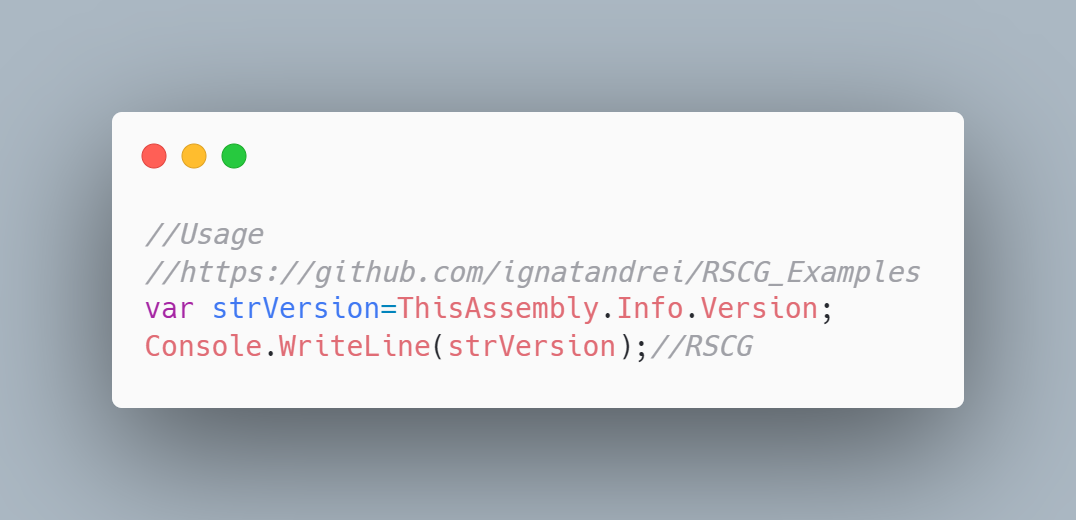 //Usage
//https://github.com/ignatandrei/RSCG_Examples
var strVersion=ThisAssembly.Info.Version;
Console.WriteLine(strVersion);//RSCG